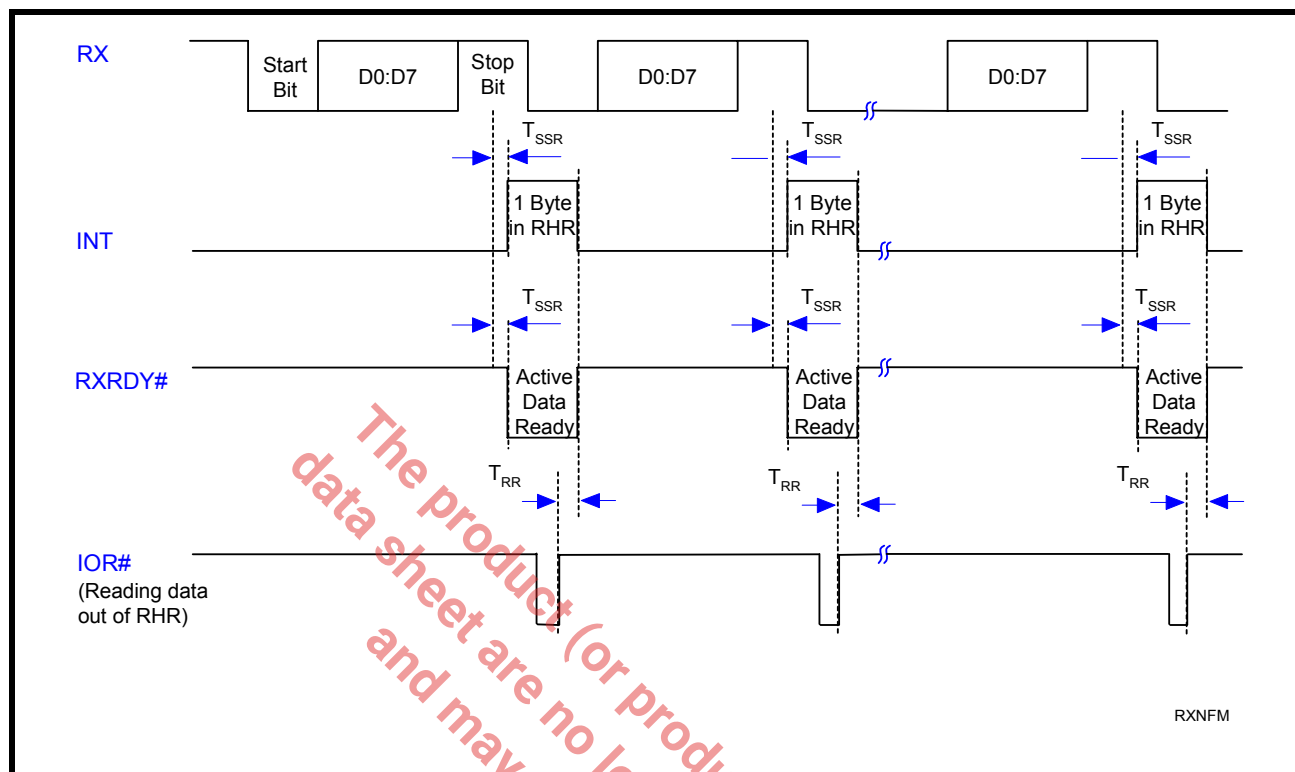 RX
Start
Bit
D0:D7
Stop
Bit
D0:D7
D0:D7
TSSR
TSSR
TSSR
INT
1 Byte
in RHR
1 Byte
in RHR
1 Byte
in RHR
TSSR
TSSR
TSSR
RXRDY#
Active
Data
Ready
Active
Data
Ready
Active
Data
Ready
TRR
TRR
TRR
IOR#
(Reading data
out of RHR)
RXNFM
The product (or produ
data sheet are no lo
and may